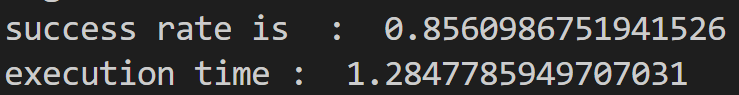 success rate is  :  0.8560986751941526
execution time :  1.2847785949707031